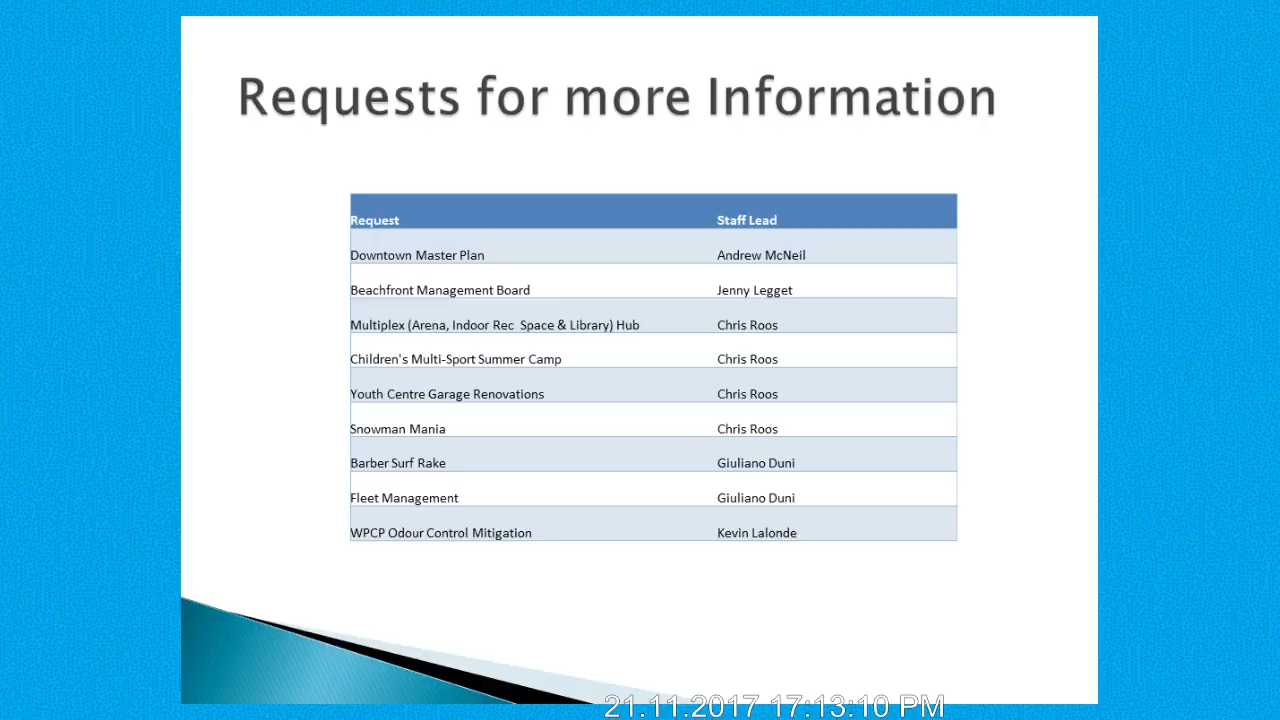 Requests for more Information
Request Staff Lead
Downtown Master Plan Andrew McNeil
Beachfront Management Board Jenny Legget
Multiplex (Arena, Indoor Rec Space & Library) Hub Chris Roos
Children's Multi-Sport Summer Camp Chris Roos
Youth Centre Garage Renovations Chris Roos
Snowman Mania Chris Roos
Barber Surf Rake Giuliano Duni
Fleet Management Giuliano Duni
WPCP Odour Control Mitigation Kevin Lalonde
21.11.2017 17:13:10 PM